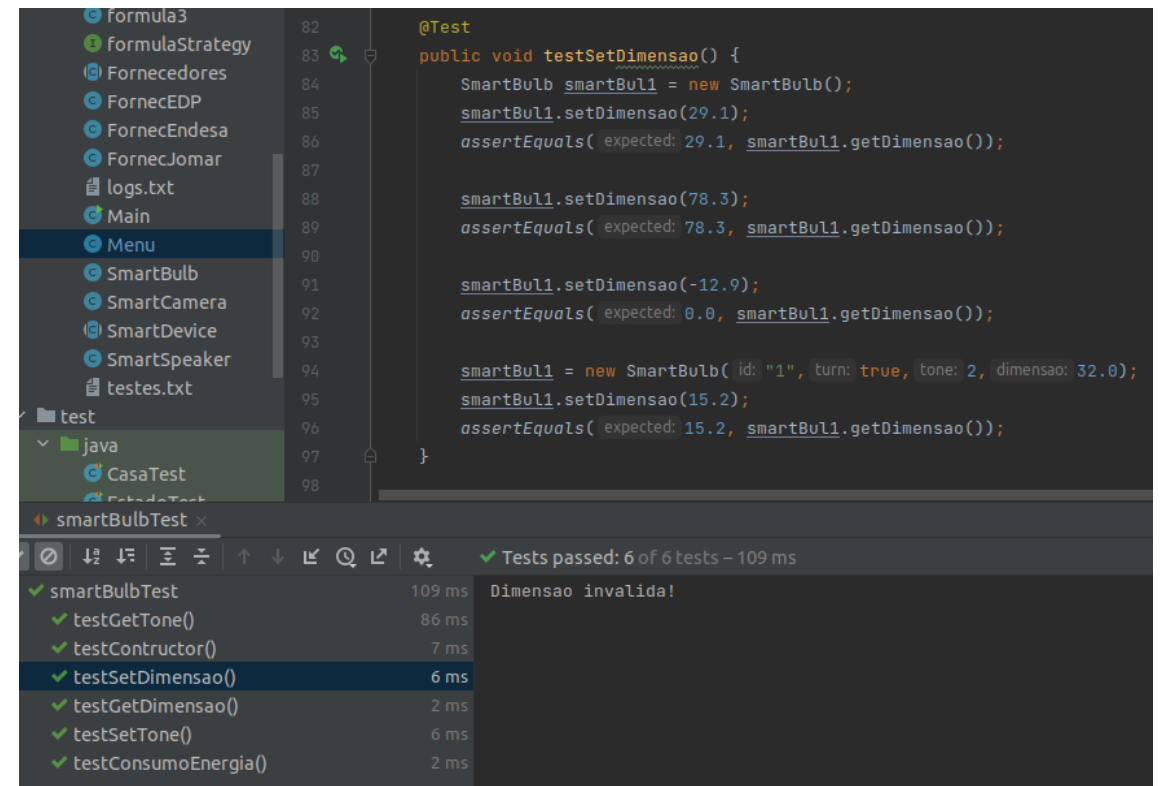 formula3
formulaStrategy
Fornecedores
FornecEDP
FornecEndesa
FornecJomar
logs.txt
Main
Menu
SmartBulb
SmartCamera
SmartDevice
SmartSpeaker
testes.txt
test
java
CasaTest
EstadoTest
82 @Test
83 public void testSetDimensao() {
84 SmartBulb smartBul1 = new SmartBulb();
85 smartBul1.setDimensao(29.1);
86 assertEquals( expected: 29.1, smartBul1.getDimensao());
87
88 smartBul1.setDimensao(78.3);
89 assertEquals( expected: 78.3, smartBul1.getDimensao());
90
91 smartBul1.setDimensao(-12.9);
92 assertEquals( expected: 0.0, smartBul1.getDimensao());
93
94 smartBul1 = new SmartBulb( id: "1", turn: true, tone: 2, dimensao: 32.0);
95 smartBul1.setDimensao(15.2);
96 assertEquals( expected: 15.2, smartBul1.getDimensao());
97 }
98
smartBulbTest ×
Tests passed: 6 of 6 tests – 109 ms
smartBulbTest 109 ms
testGetTone() 86 ms
testContructor() 7 ms
testSetDimensao() 6 ms
testGetDimensao() 2 ms
testSetTone() 6 ms
testConsumoEnergia() 2 ms
Dimensao invalida!